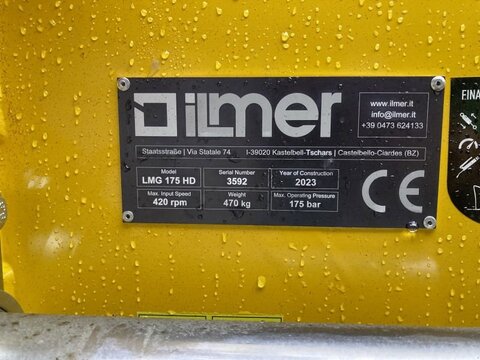 ilmer
www.ilmer.it
info@ilmer.it
+39 0473 624133
Staatsstraße | Via Statale 74 I-39020 Kastelbell-Tschars | Castelbello-Ciardes (BZ)
Model Serial Number Year of Construction
LMG 175 HD 3592 2023
Max. Input Speed Weight Max. Operating Pressure
420 rpm 470 kg 175 bar
CE
FINA